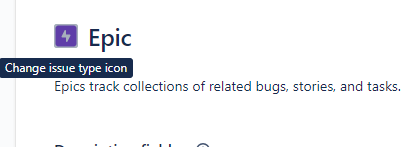 Epic
Change issue type icon
Epics track collections of related bugs, stories, and tasks.